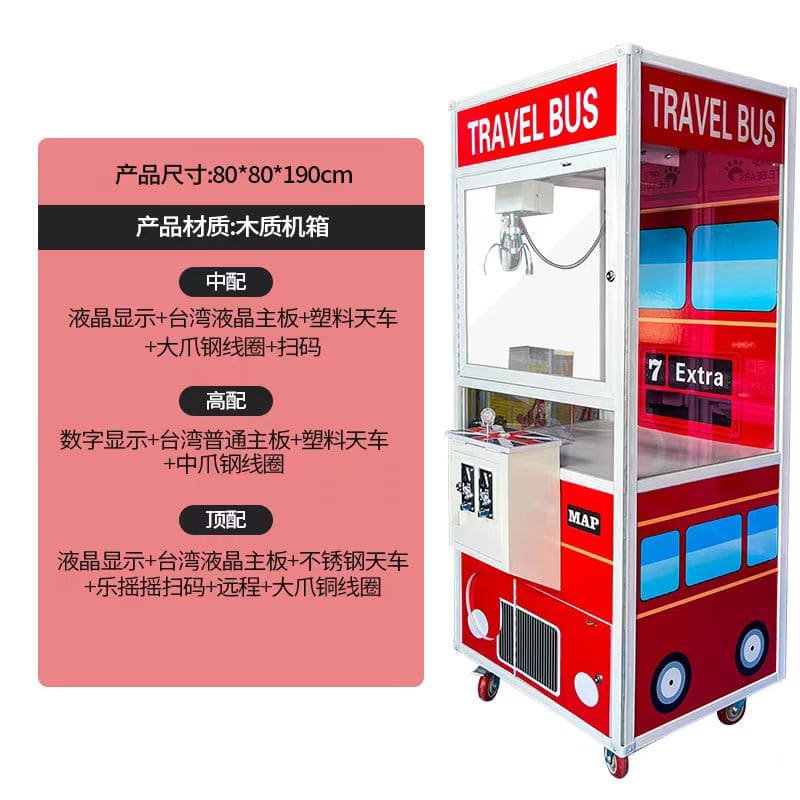 产品尺寸:80*80*190cm
产品材质:木质机箱
中配
液晶显示+台湾液晶主板+塑料天车
+大爪钢线圈+扫码
高配
数字显示+台湾普通主板+塑料天车
+中爪钢线圈
顶配
液晶显示+台湾液晶主板+不锈钢天车
+乐摇摇扫码+远程+大爪铜线圈
TRAVEL BUS
TRAVEL BUS
7 Extra
MAP